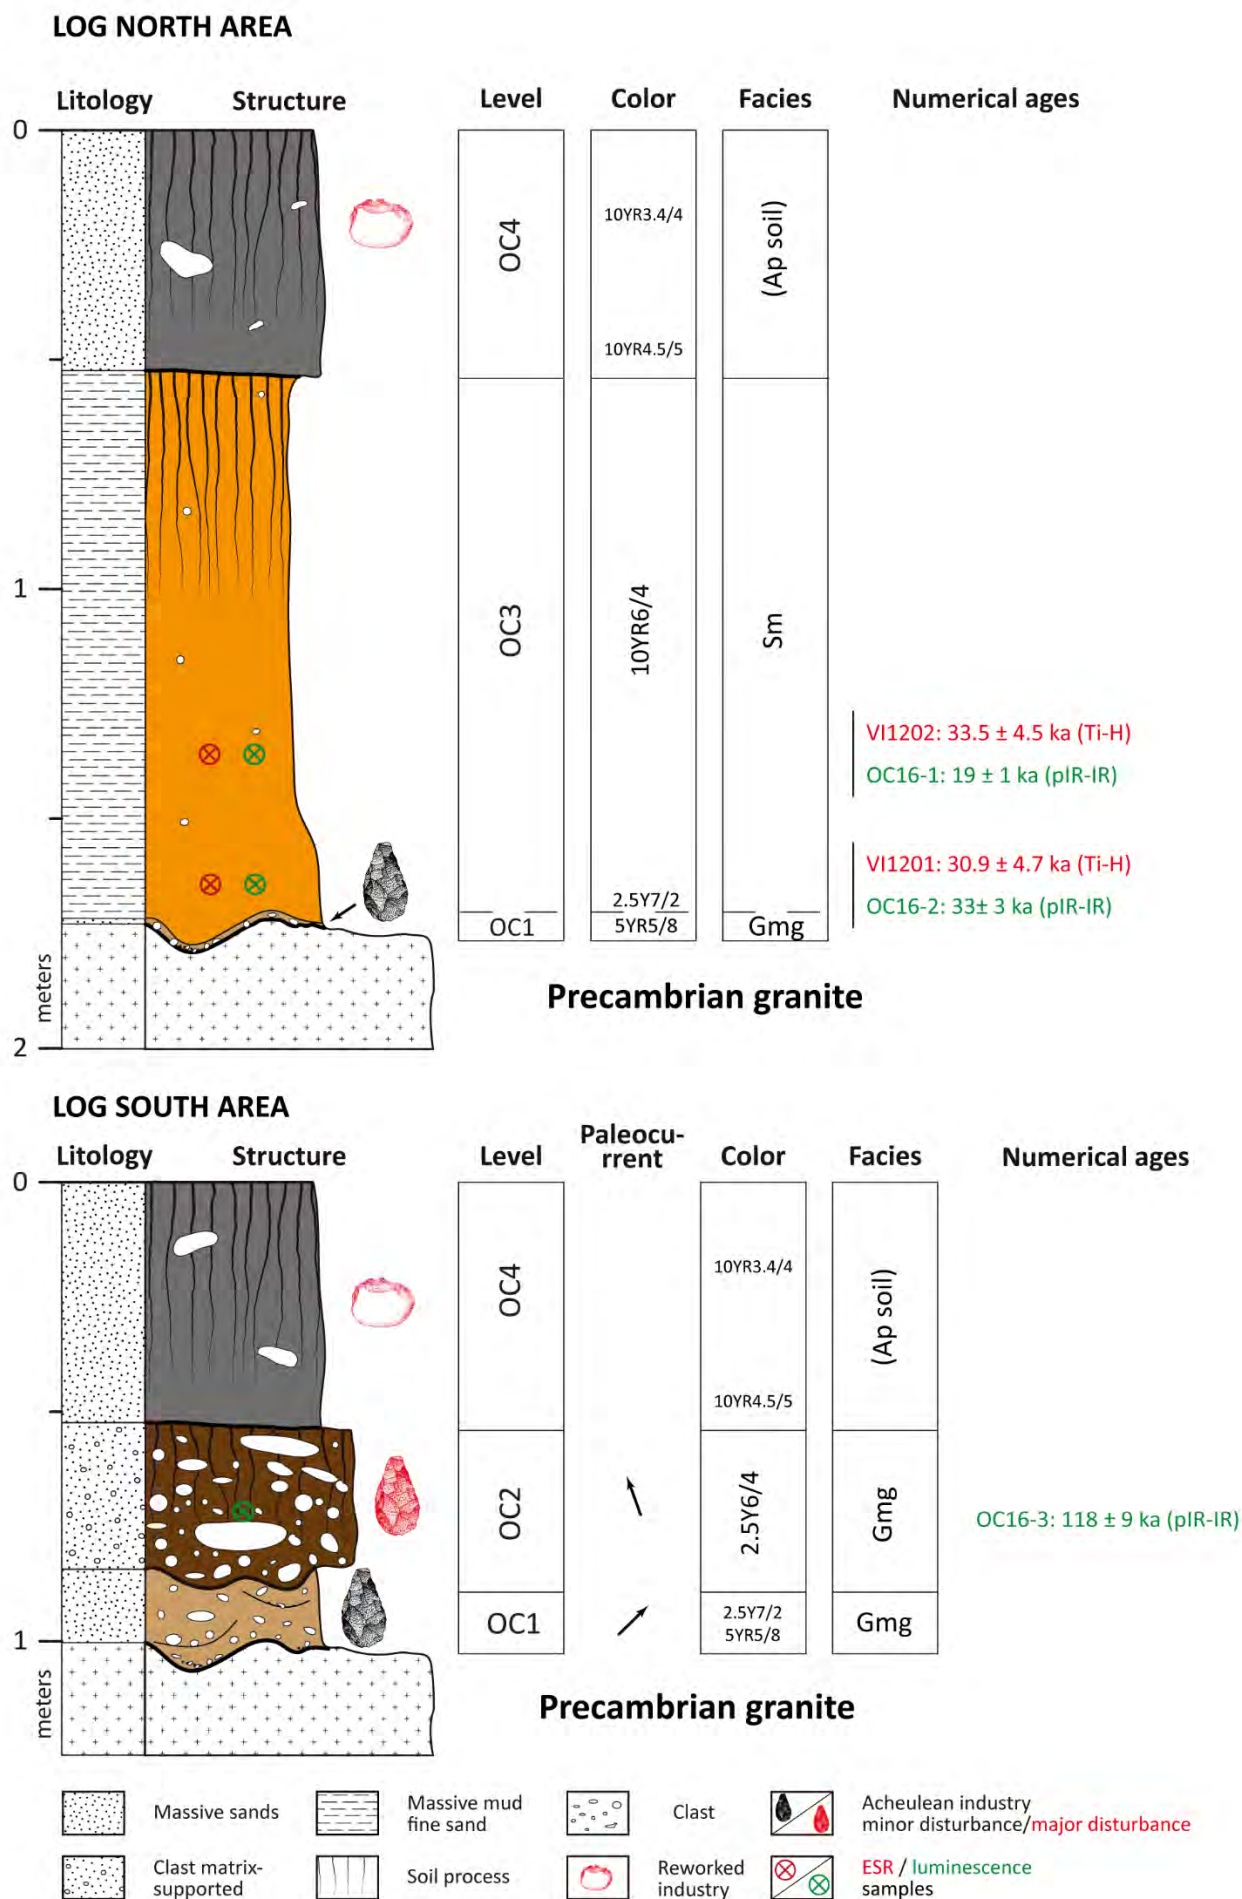 LOG NORTH AREA
Litology Structure Level Color Facies Numerical ages
0
10YR3.4/4
OC4
(Ap soil)
10YR4.5/5
1
OC3
10YR6/4
Sm
VI1202: 33.5 ± 4.5 ka (Ti-H)
OC16-1: 19 ± 1 ka (pIR-IR)
VI1201: 30.9 ± 4.7 ka (Ti-H)
2.5Y7/2
OC16-2: 33± 3 ka (pIR-IR)
OC1 5YR5/8 Gmg
meters
Precambrian granite
2
LOG SOUTH AREA
Litology Structure Level Paleocu-
rrent Color Facies Numerical ages
0
10YR3.4/4
OC4
(Ap soil)
10YR4.5/5
OC2
2.5Y6/4
Gmg
OC16-3: 118 ± 9 ka (pIR-IR)
2.5Y7/2
OC1 5YR5/8 Gmg
1
meters
Precambrian granite
Massive sands
Massive mud
fine sand
Clast
Acheulean industry
minor disturbance/major disturbance
Clast matrix-
supported
Soil process
Reworked
industry
ESR / luminescence
samples